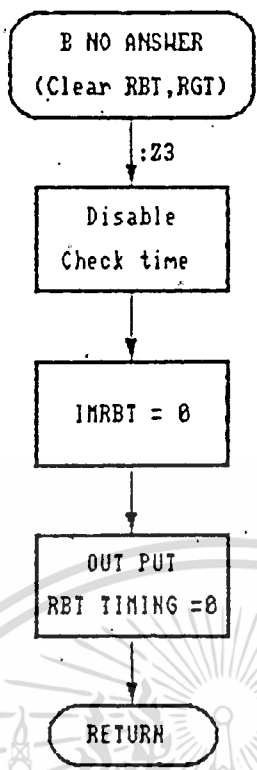 B NO ANSWER
(Clear RBT,RGT)
:Z3
Disable
Check time
IMRBT = 0
OUT PUT
RBT TIMING =0
RETURN